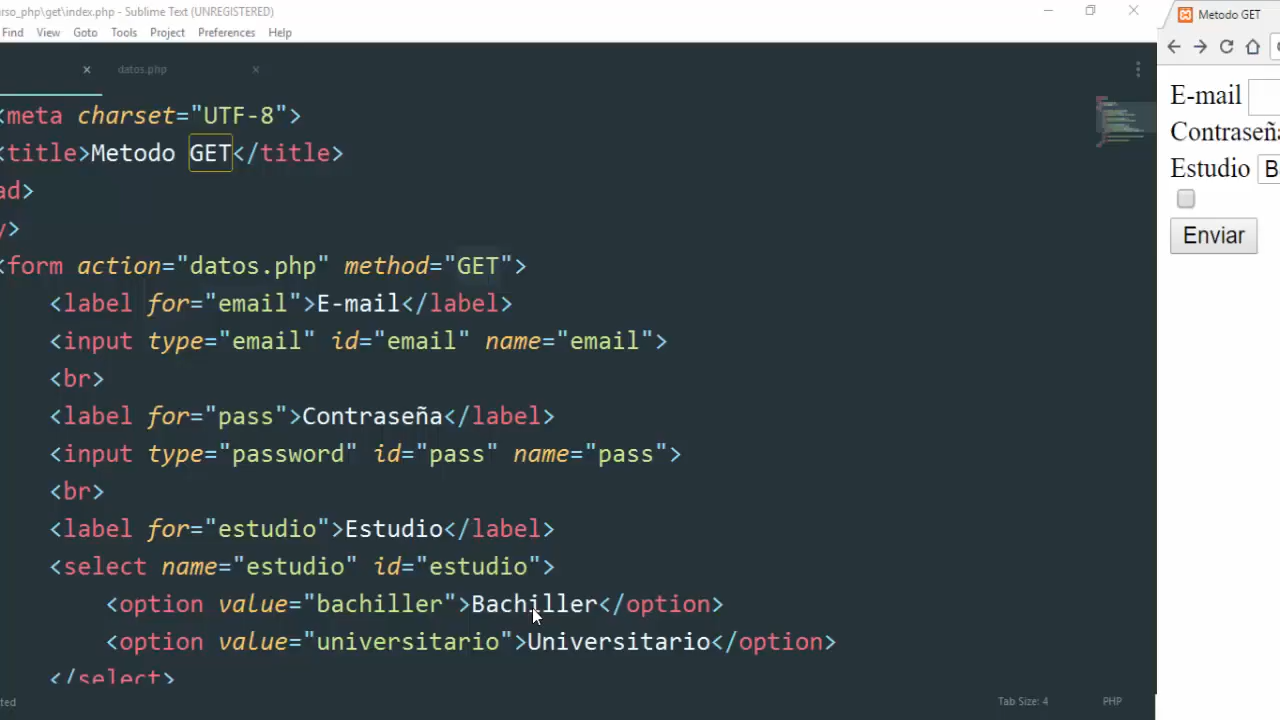 rso_php\get\index.php - Sublime Text (UNREGISTERED)
Find View Goto Tools Project Preferences Help
datos.php
<meta charset="UTF-8">
<title>Metodo GET</title>
ad>
y>
<form action="datos.php" method="GET">
<label for="email">E-mail</label>
<input type="email" id="email" name="email">
<br>
<label for="pass">Contraseña</label>
<input type="password" id="pass" name="pass">
<br>
<label for="estudio">Estudio</label>
<select name="estudio" id="estudio">
<option value="bachiller">Bachiller</option>
<option value="universitario">Universitario</option>
</select>
ted
Tab Size: 4 PHP
Metodo GET
E-mail
Contraseña
Estudio B
Enviar